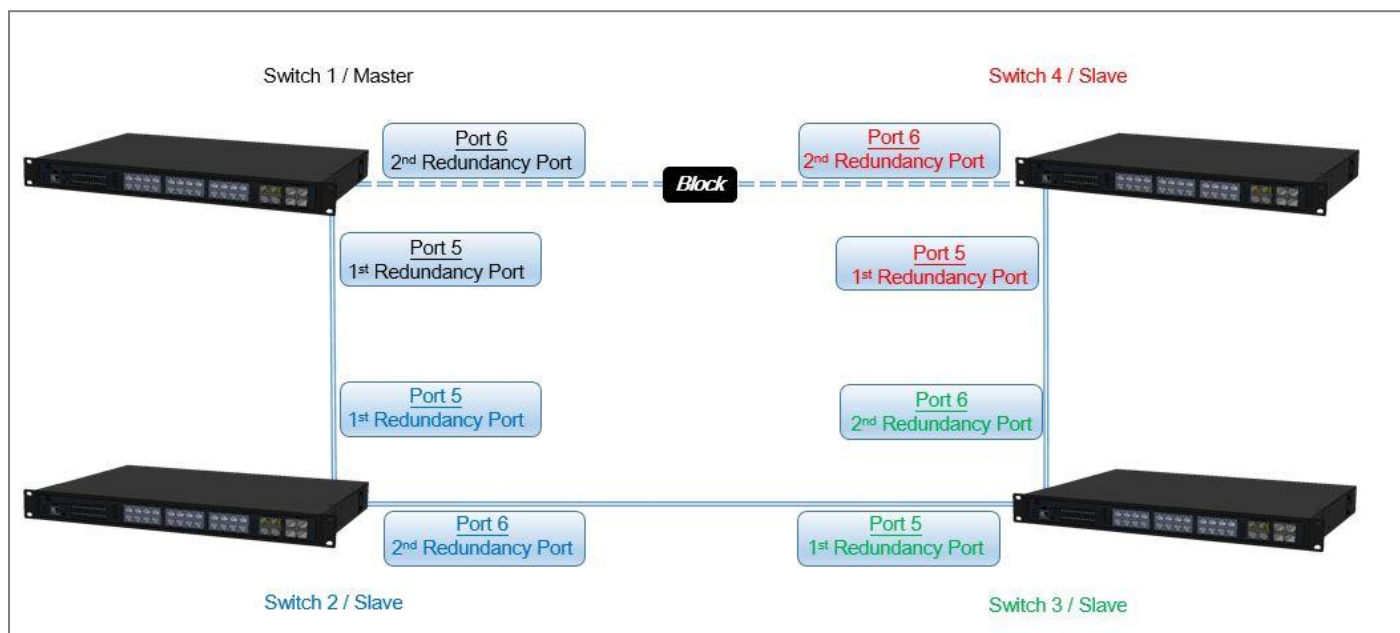 Switch 1 / Master
Switch 4 / Slave
Port 6
2nd Redundancy Port
Port 6
2nd Redundancy Port
Block
Port 5
1st Redundancy Port
Port 5
1st Redundancy Port
Port 5
1st Redundancy Port
Port 6
2nd Redundancy Port
Port 6
2nd Redundancy Port
Port 5
1st Redundancy Port
Switch 2 / Slave
Switch 3 / Slave